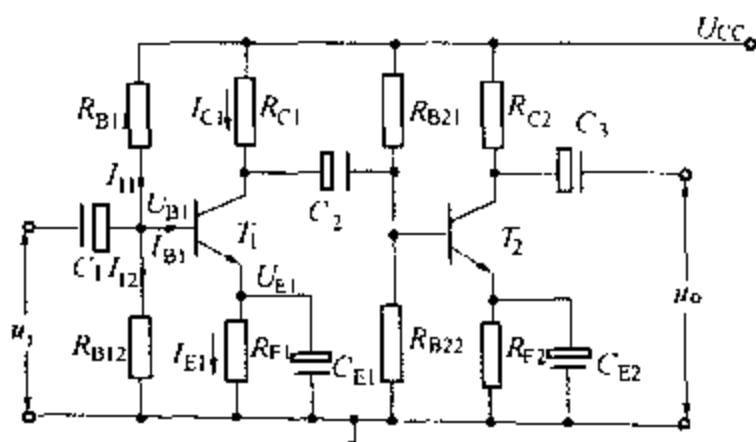 U_CC
R_B11
I_C1
R_C1
R_B21
R_C2
C_3
I_11
U_B1
C_1
I_12
I_B1
T_1
C_2
T_2
U_E1
u_i
u_o
R_B12
I_E1
R_E1
C_E1
R_B22
R_E2
C_E2